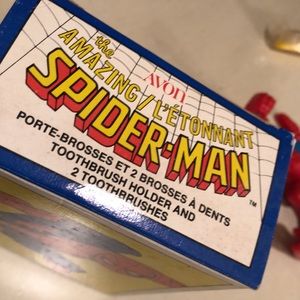 AVON
the
AMAZING/L'ÉTONNANT
SPIDER-MAN
™
PORTE-BROSSES ET 2 BROSSES À DENTS
TOOTHBRUSH HOLDER AND
2 TOOTHBRUSHES